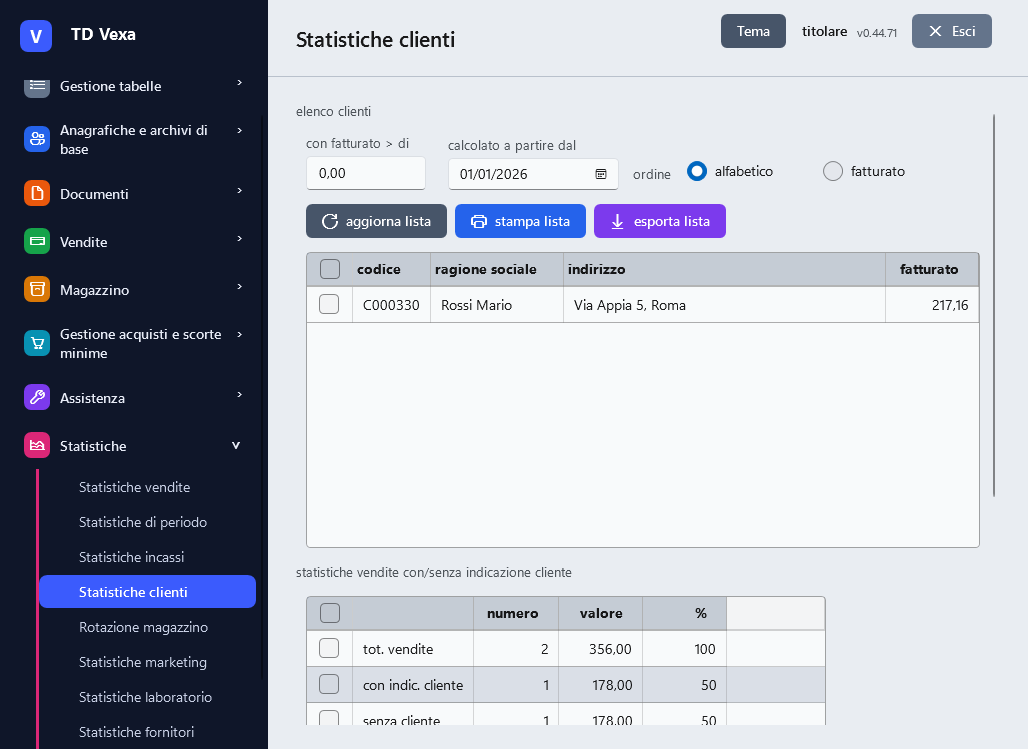 V TD Vexa
Gestione tabelle
Anagrafiche e archivi di
base
Documenti
Vendite
Magazzino
Gestione acquisti e scorte
minime
Assistenza
Statistiche
Statistiche vendite
Statistiche di periodo
Statistiche incassi
Statistiche clienti
Rotazione magazzino
Statistiche marketing
Statistiche laboratorio
Statistiche fornitori
Statistiche clienti
Tema titolare v0.44.71 Esci
elenco clienti
con fatturato > di calcolato a partire dal
0,00 01/01/2026 ordine alfabetico fatturato
aggiorna lista stampa lista esporta lista
codice ragione sociale indirizzo fatturato
C000330 Rossi Mario Via Appia 5, Roma 217,16
statistiche vendite con/senza indicazione cliente
numero valore %
tot. vendite 2 356,00 100
con indic. cliente 1 178,00 50
senza cliente 1 178,00 50